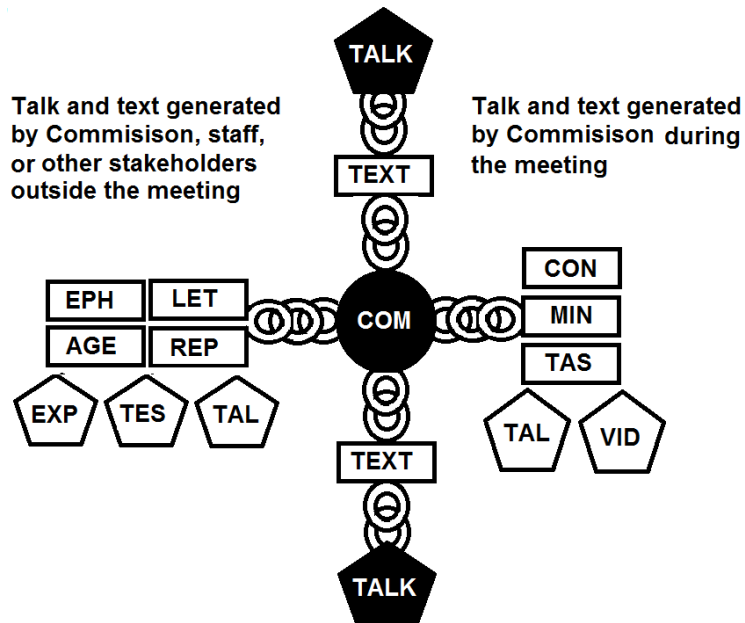 TALK
Talk and text generated
by Commisison, staff,
or other stakeholders
outside the meeting
Talk and text generated
by Commisison during
the meeting
TEXT
CON
EPH
LET
COM
MIN
AGE
REP
TAS
EXP
TES
TAL
TAL
VID
TEXT
TALK